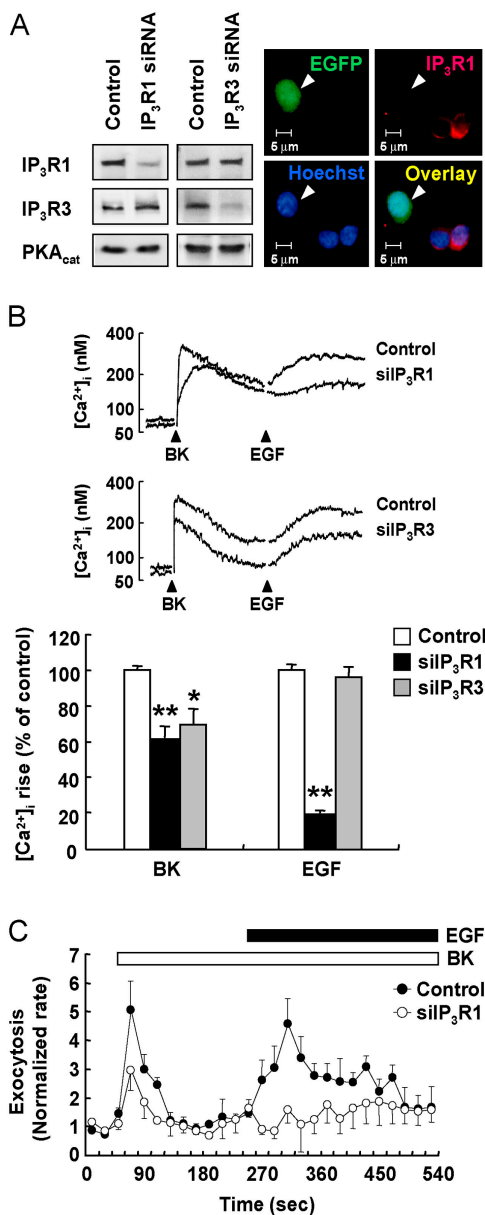 A
Control
IP₃R1 siRNA
Control
IP₃R3 siRNA
IP₃R1
IP₃R3
PKAcat
EGFP
5 μm
IP₃R1
5 μm
Hoechst
5 μm
Overlay
5 μm
B
[Ca²⁺]i (nM)
400
200
100
50
Control
siIP₃R1
BK
EGF
[Ca²⁺]i (nM)
400
200
100
50
Control
siIP₃R3
BK
EGF
[Ca²⁺]i rise (% of control)
120
100
80
60
40
20
0
** *
**
BK
EGF
Control
siIP₃R1
siIP₃R3
C
EGF
BK
Exocytosis
(Normalized rate)
7
6
5
4
3
2
1
0
Control
siIP₃R1
0 90 180 270 360 450 540
Time (sec)